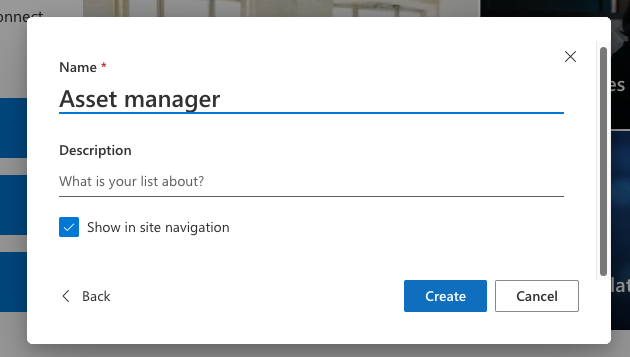 onnect
Name *
Asset manager
Description
What is your list about?
Show in site navigation
Back
Create
Cancel
es
lat